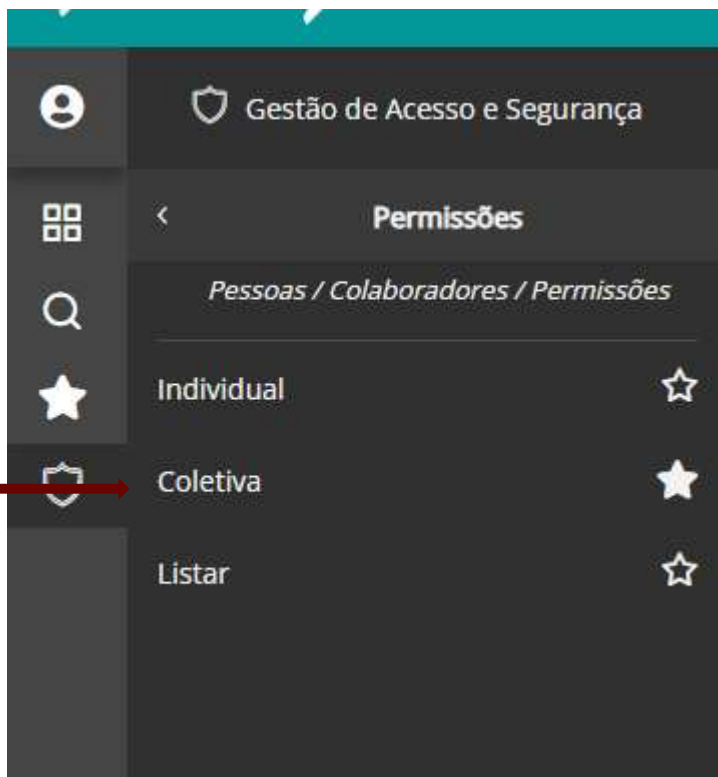 Gestão de Acesso e Segurança
Permissões
Pessoas / Colaboradores / Permissões
Individual
Coletiva
Listar